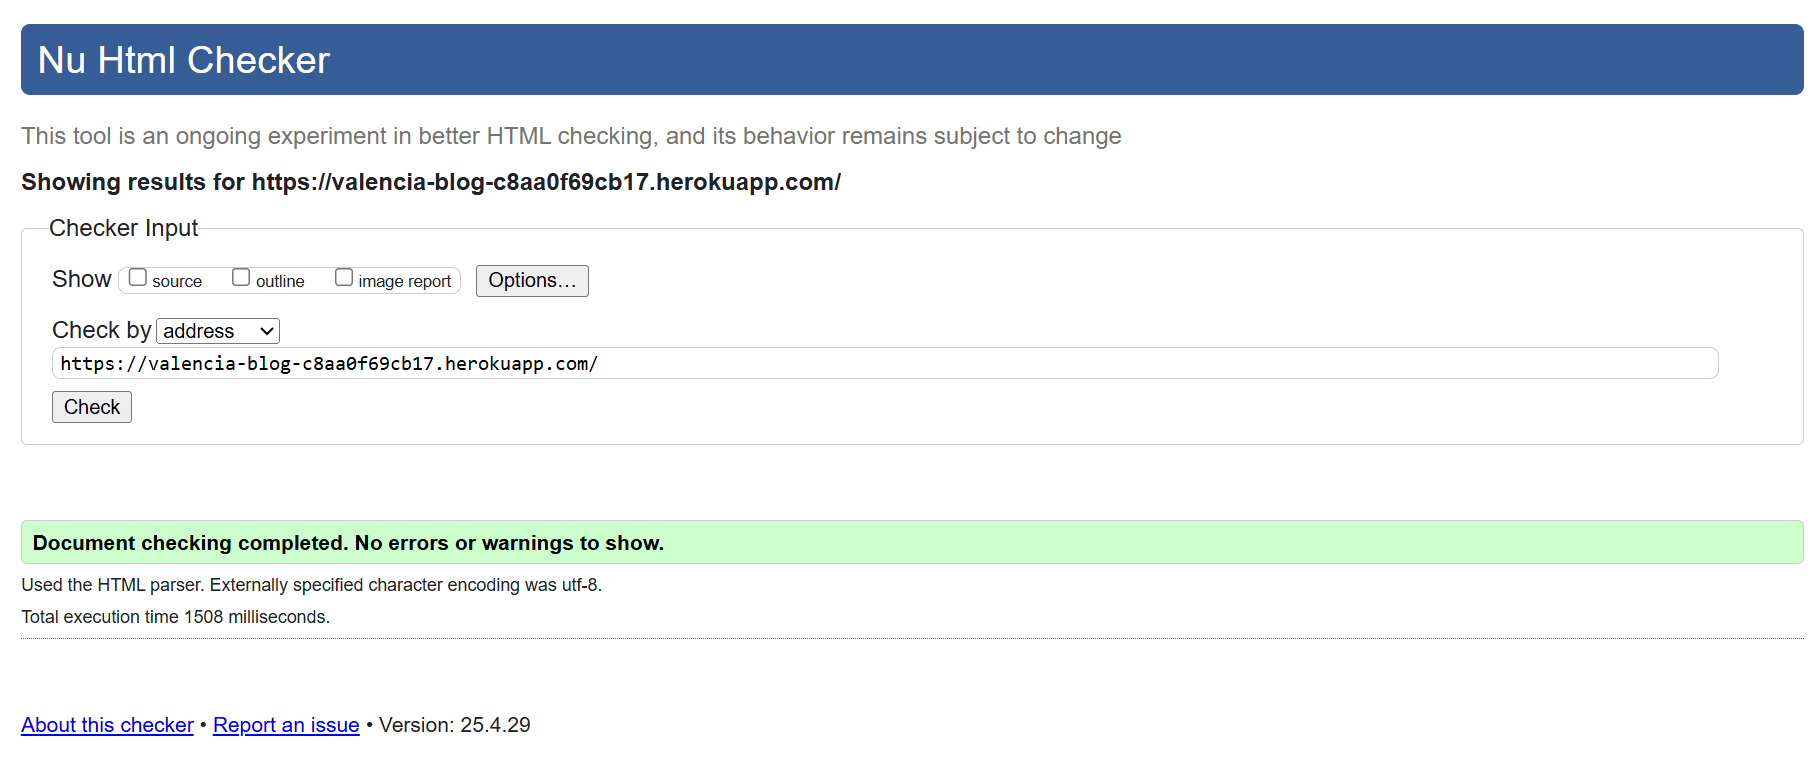 Nu Html Checker
This tool is an ongoing experiment in better HTML checking, and its behavior remains subject to change
Showing results for https://valencia-blog-c8aa0f69cb17.herokuapp.com/
Checker Input
Show source outline image report Options...
Check by address
https://valencia-blog-c8aa0f69cb17.herokuapp.com/
Check
Document checking completed. No errors or warnings to show.
Used the HTML parser. Externally specified character encoding was utf-8.
Total execution time 1508 milliseconds.
About this checker • Report an issue • Version: 25.4.29